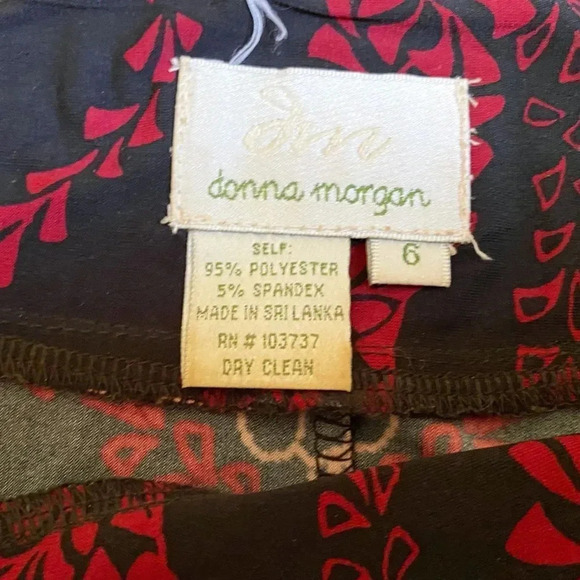 dm
donna morgan
6
SELF:
95% POLYESTER
5% SPANDEX
MADE IN SRI LANKA
RN # 103737
DRY CLEAN